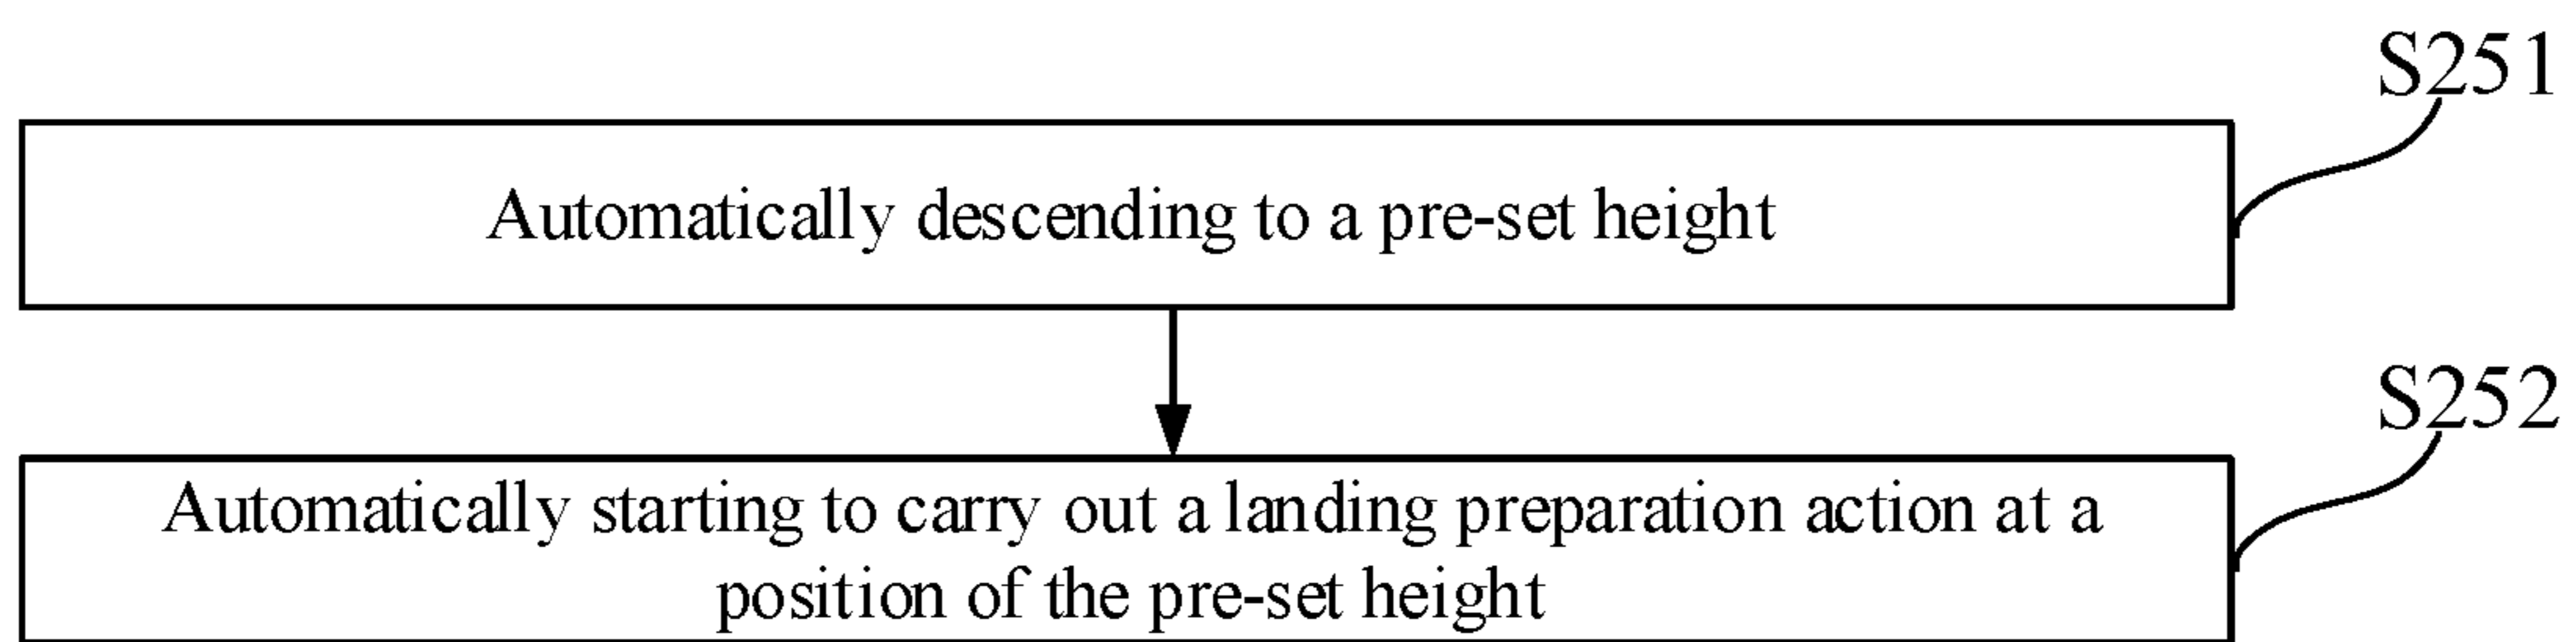 S251
Automatically descending to a pre-set height
S252
Automatically starting to carry out a landing preparation action at a
position of the pre-set height